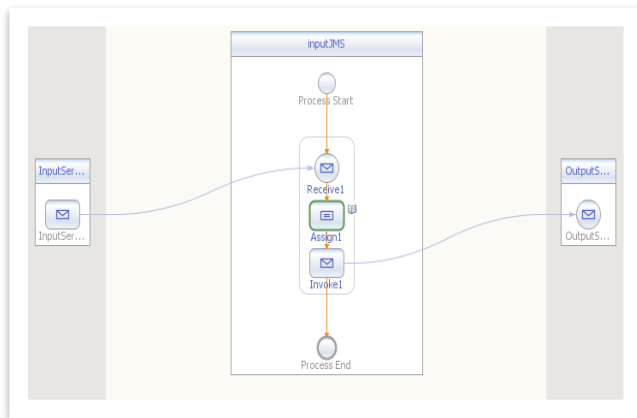 inputJMS
Process Start
InputSer...
InputSer...
Receive1
Assign1
Invoke1
OutputS...
OutputS...
Process End